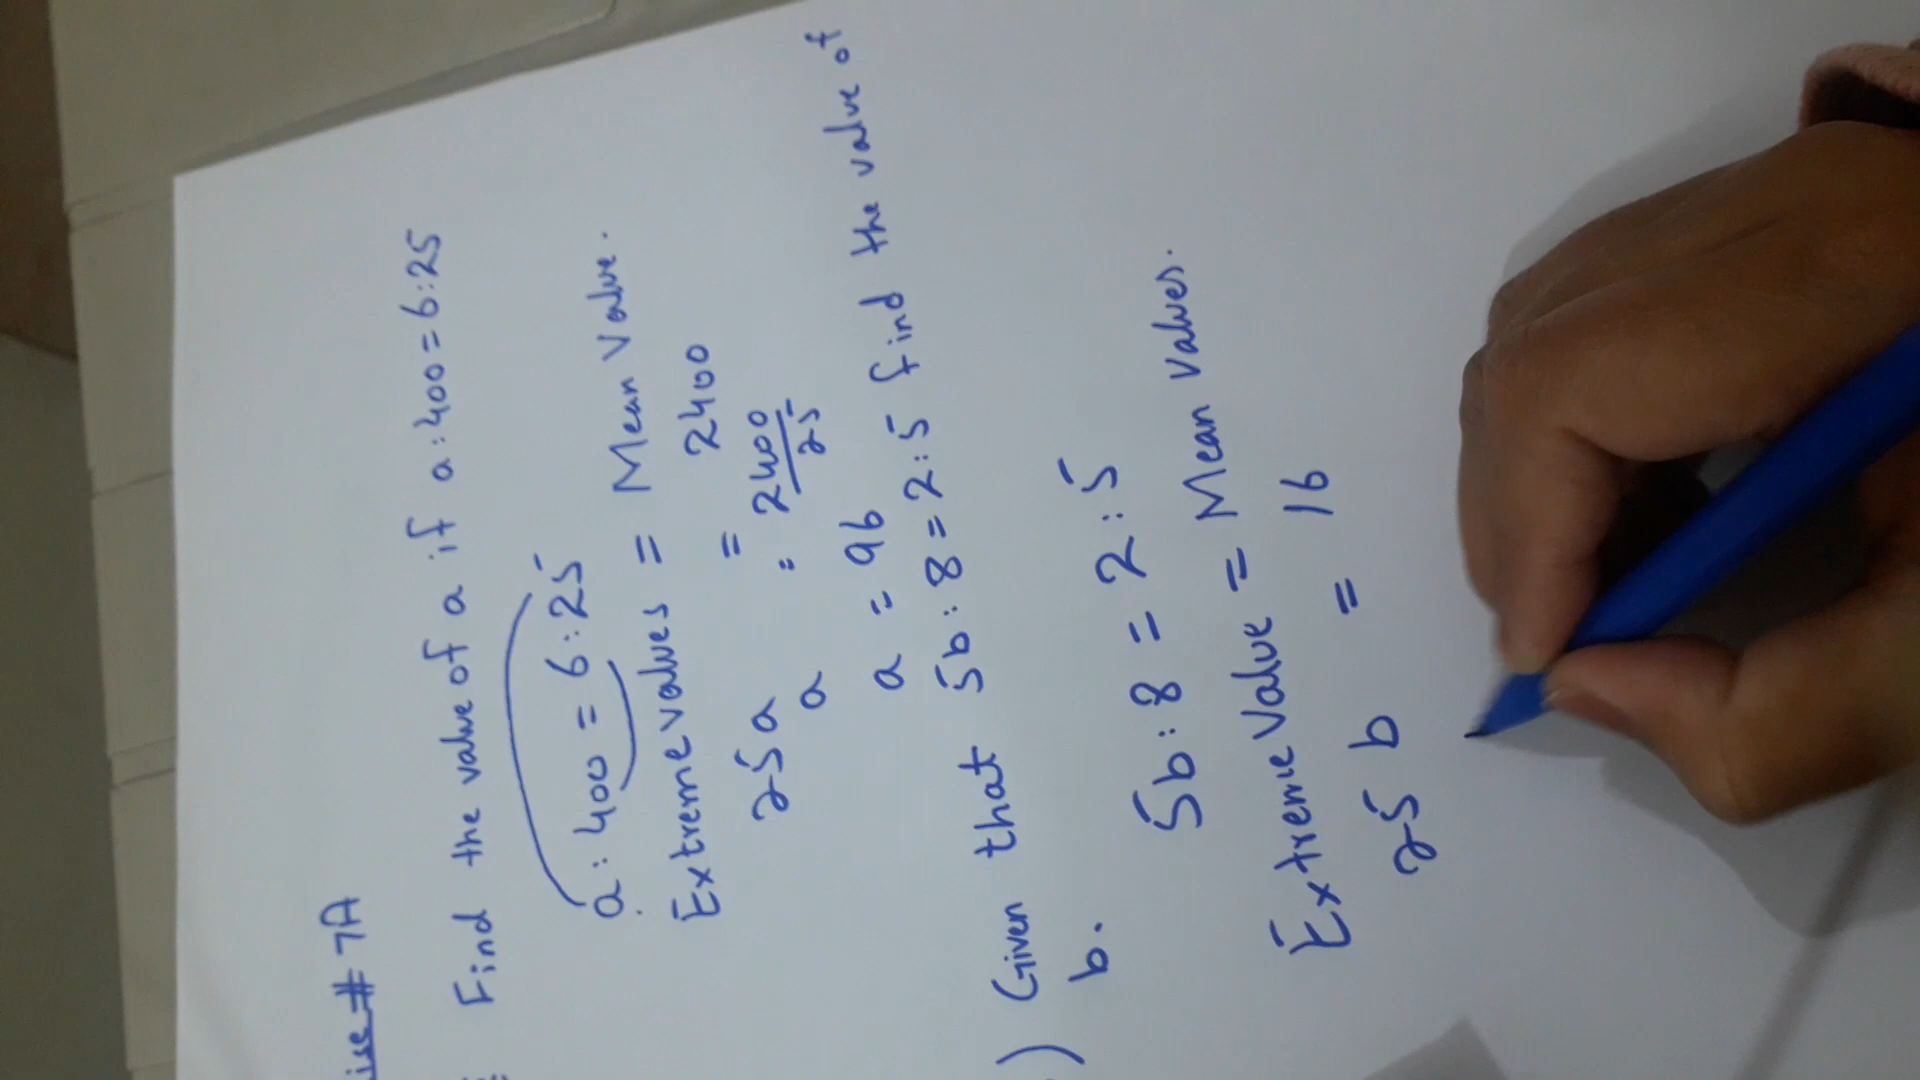 # 7A
Find the value of a if a:400=6:25
a:400 = 6:25
Extreme values = Mean Value.
25a = 2400
a = 2400/25
a = 96
) Given that 5b:8=2:5 find the value of
b.
5b:8 = 2:5
Extreme Value = Mean Values.
25 b = 16